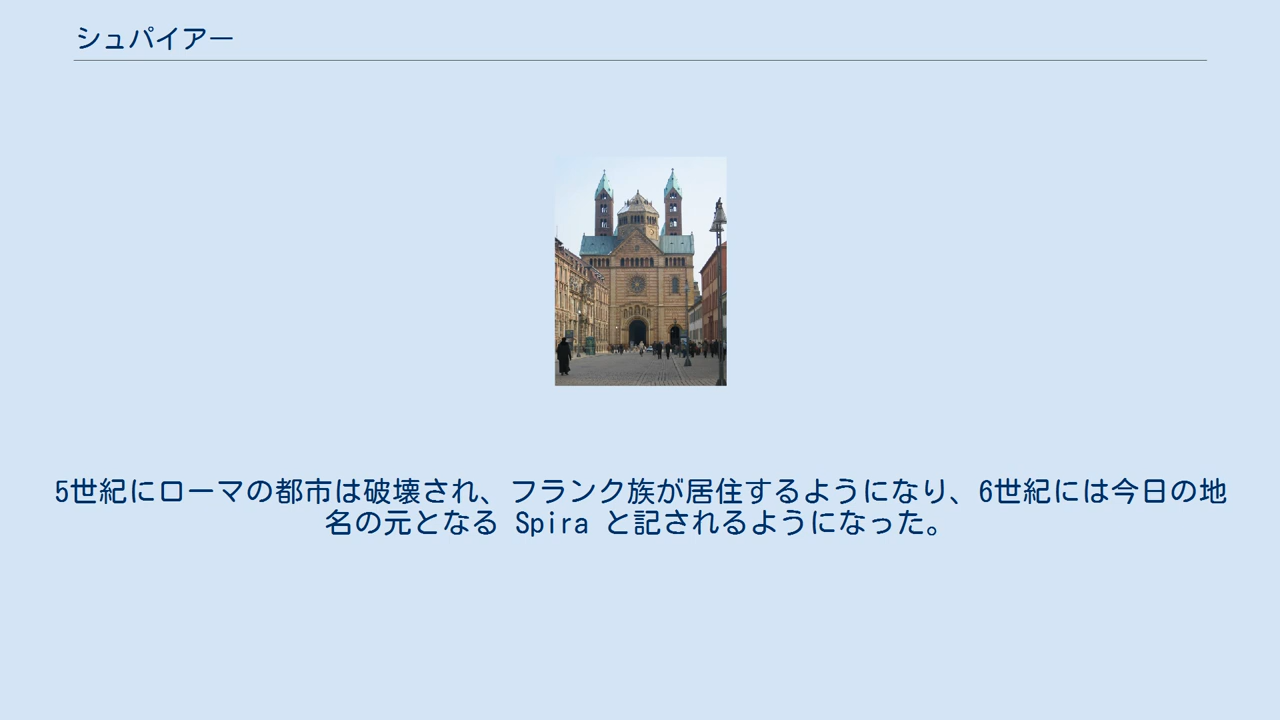 シュパイアー
5世紀にローマの都市は破壊され、フランク族が居住するようになり、6世紀には今日の地
名の元となる Spira と記されるようになった。